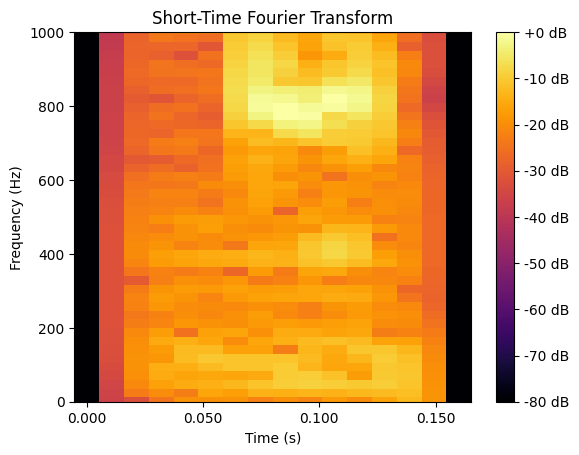 Short-Time Fourier Transform
1000
800
600
400
200
0
Frequency (Hz)
0.000
0.050
0.100
0.150
Time (s)
+0 dB
-10 dB
-20 dB
-30 dB
-40 dB
-50 dB
-60 dB
-70 dB
-80 dB